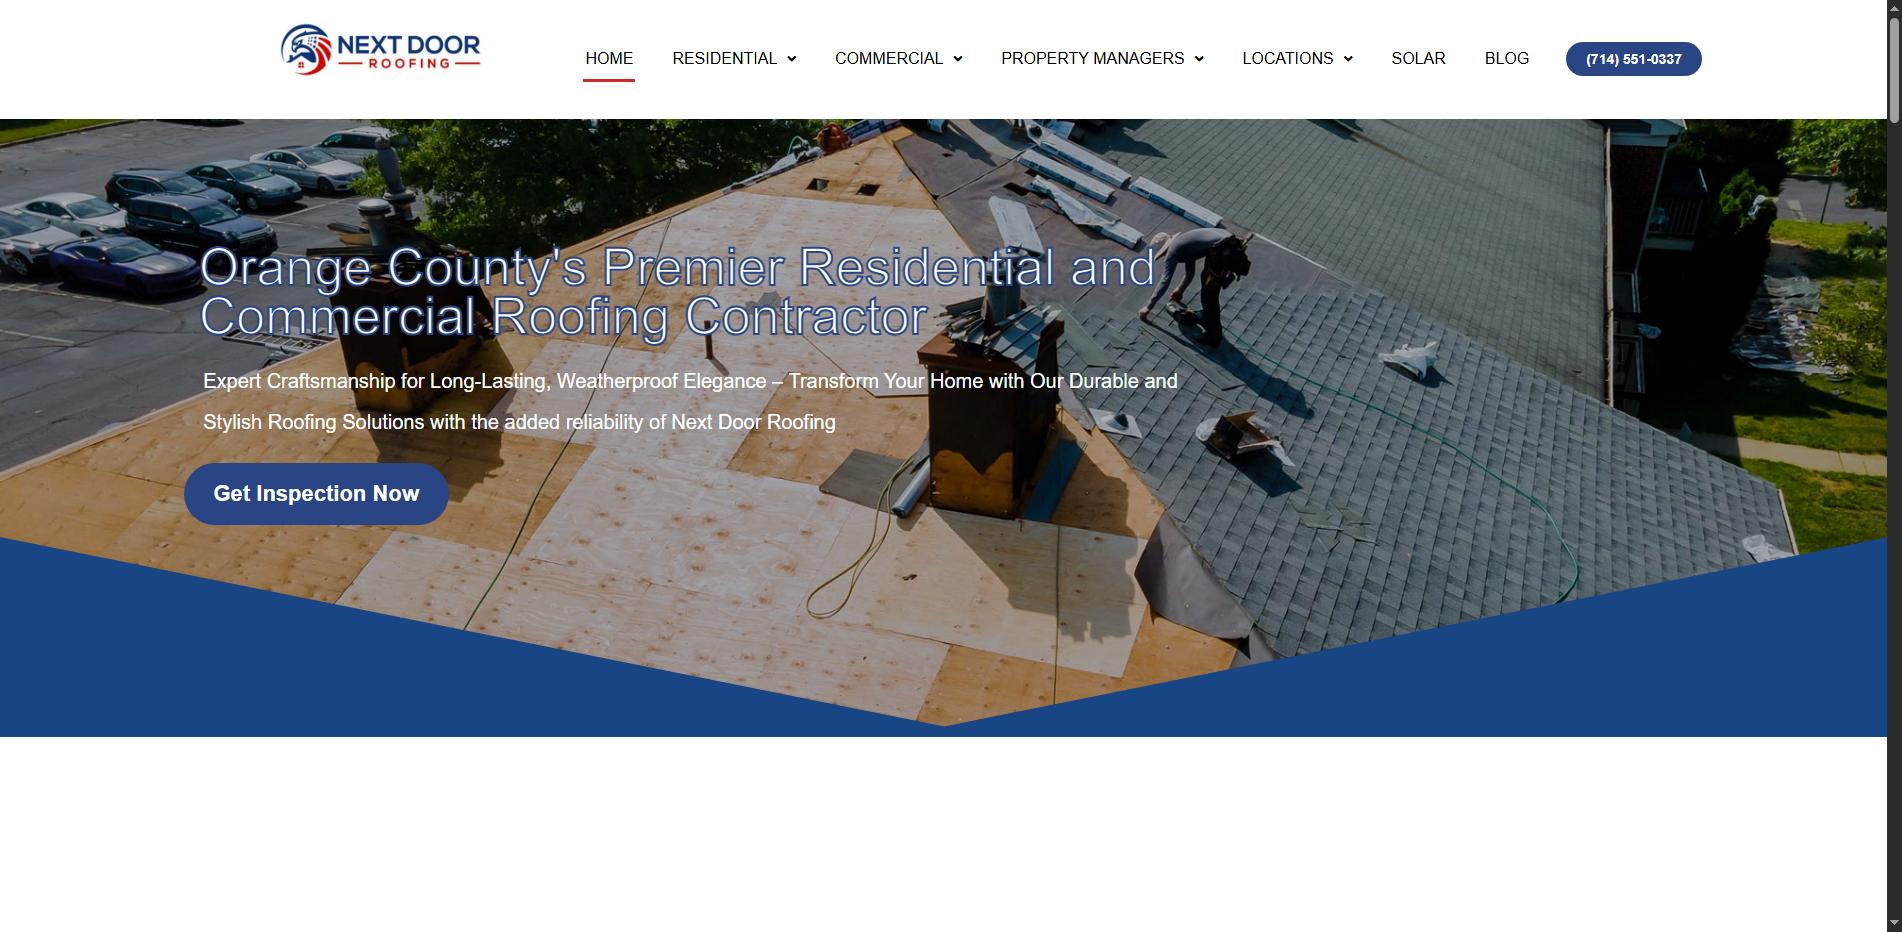 NEXT DOOR
ROOFING
HOME
RESIDENTIAL
COMMERCIAL
PROPERTY MANAGERS
LOCATIONS
SOLAR
BLOG
(714) 551-0337
Orange County's Premier Residential and
Commercial Roofing Contractor
Expert Craftsmanship for Long-Lasting, Weatherproof Elegance – Transform Your Home with Our Durable and
Stylish Roofing Solutions with the added reliability of Next Door Roofing
Get Inspection Now